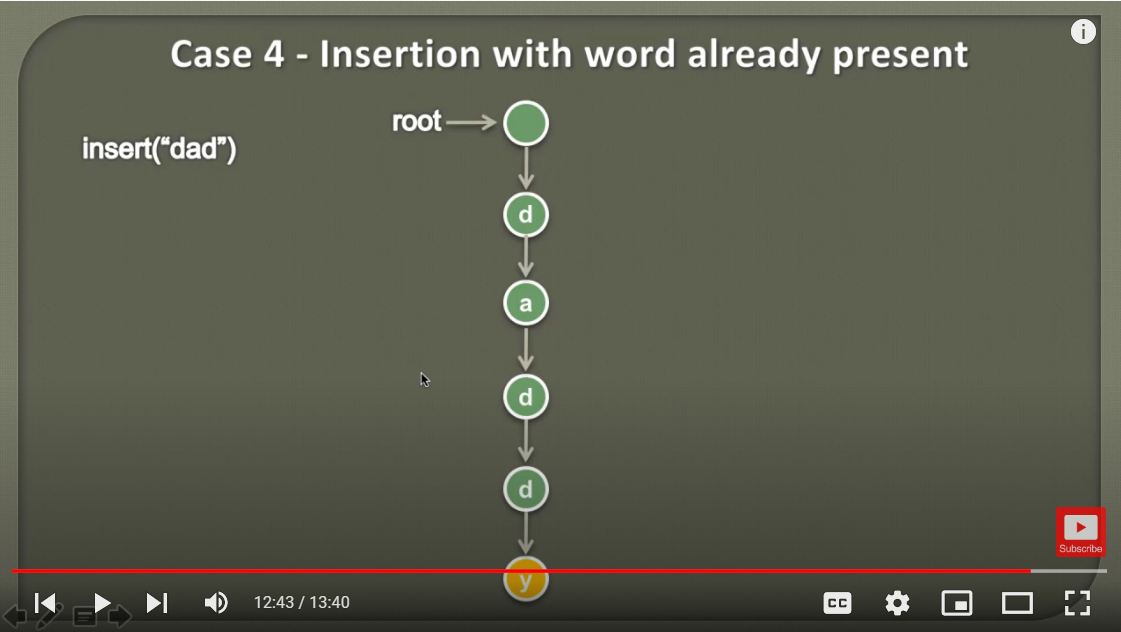 Case 4 - Insertion with word already present
i
root
insert(“dad”)
d
a
d
d
y
Subscribe
12:43 / 13:40
CC